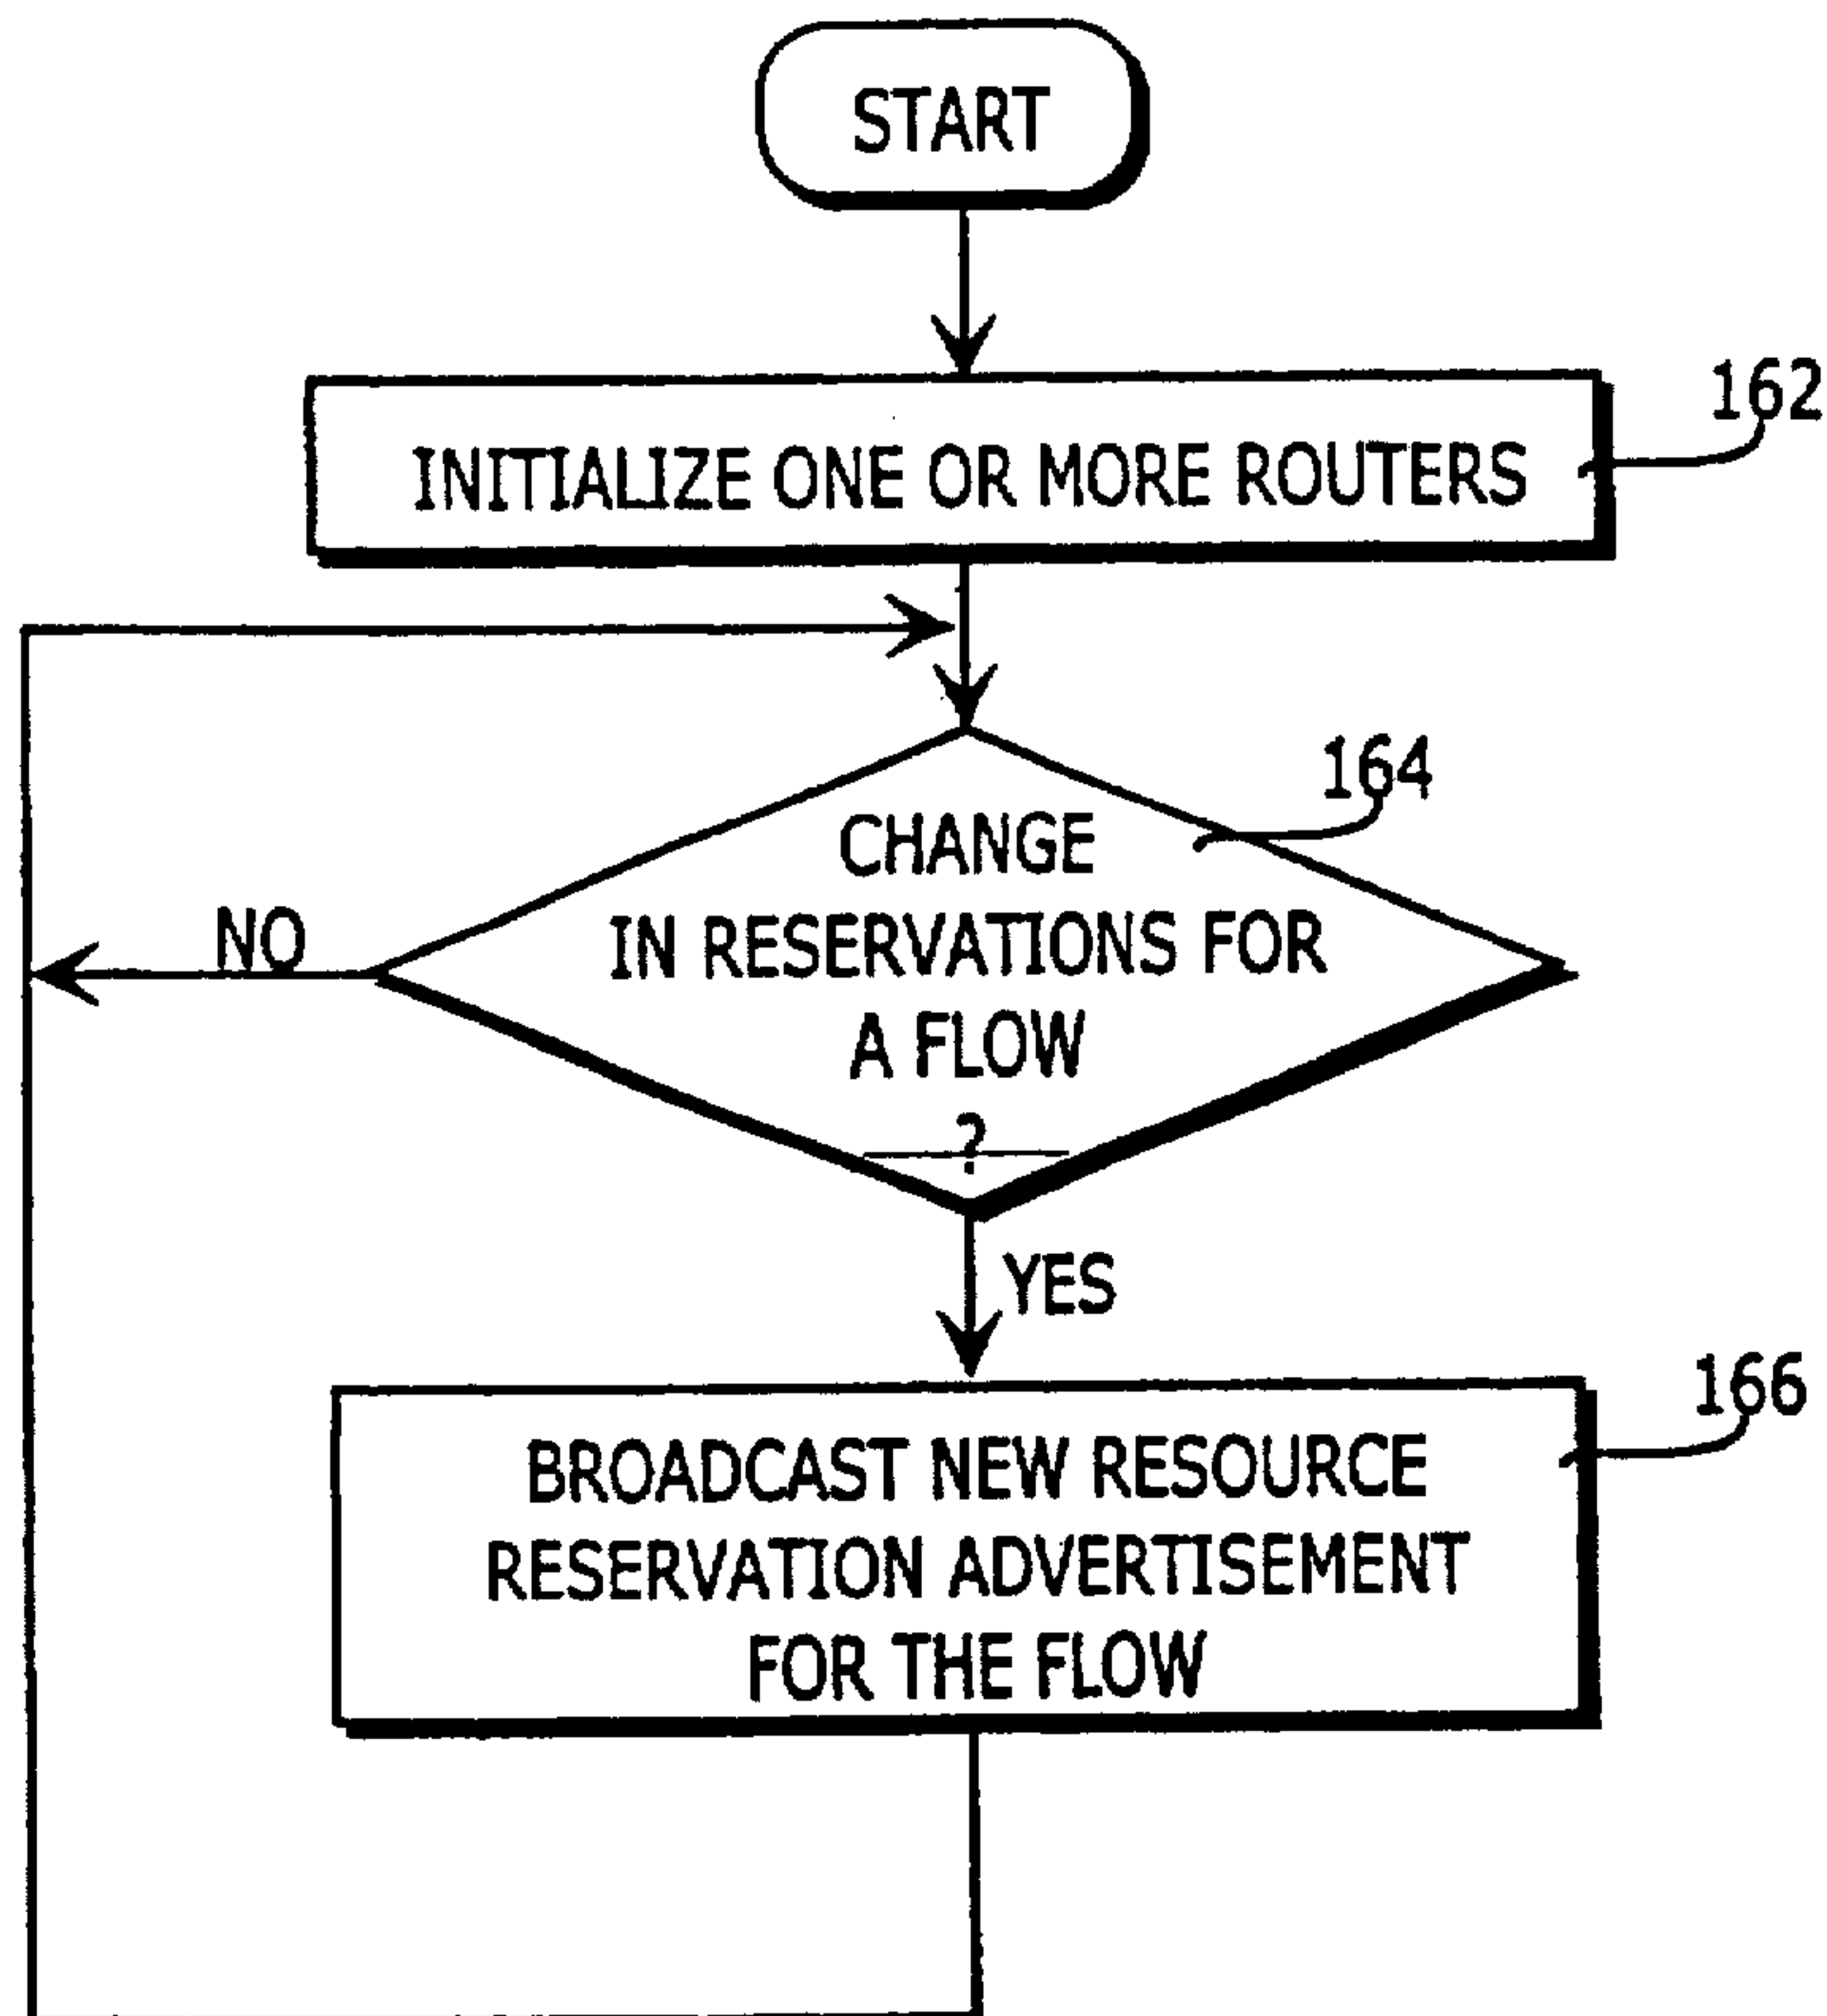 START
INITIALIZE ONE OR MORE ROUTERS
162
164
CHANGE
IN RESERVATIONS FOR
A FLOW
?
NO
YES
166
BROADCAST NEW RESOURCE
RESERVATION ADVERTISEMENT
FOR THE FLOW